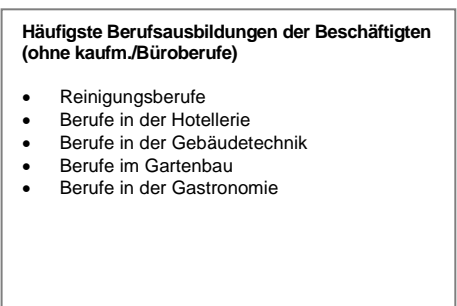 Häufigste Berufsausbildungen der Beschäftigten
(ohne kaufm./Büroberufe)
• Reinigungsberufe
• Berufe in der Hotellerie
• Berufe in der Gebäudetechnik
• Berufe im Gartenbau
• Berufe in der Gastronomie